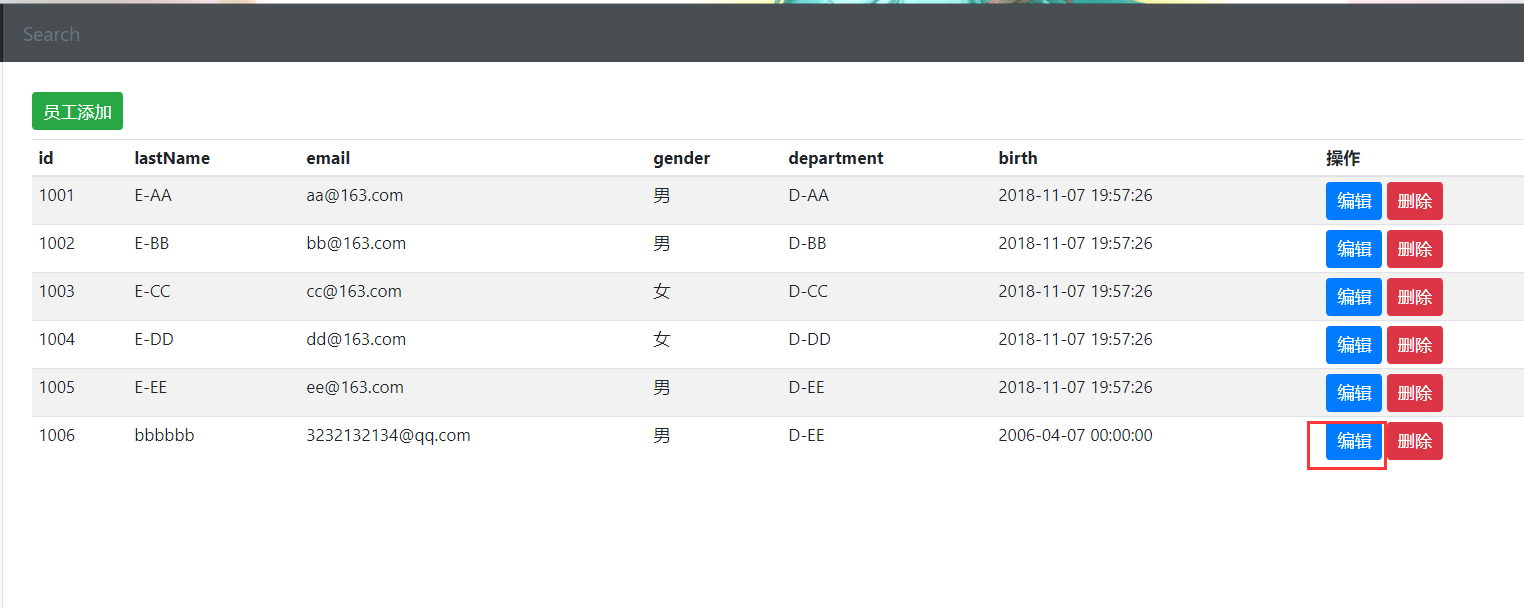 Search
员工添加
id lastName email gender department birth 操作
1001 E-AA aa@163.com 男 D-AA 2018-11-07 19:57:26 编辑 删除
1002 E-BB bb@163.com 男 D-BB 2018-11-07 19:57:26 编辑 删除
1003 E-CC cc@163.com 女 D-CC 2018-11-07 19:57:26 编辑 删除
1004 E-DD dd@163.com 女 D-DD 2018-11-07 19:57:26 编辑 删除
1005 E-EE ee@163.com 男 D-EE 2018-11-07 19:57:26 编辑 删除
1006 bbbbbb 3232132134@qq.com 男 D-EE 2006-04-07 00:00:00 编辑 删除